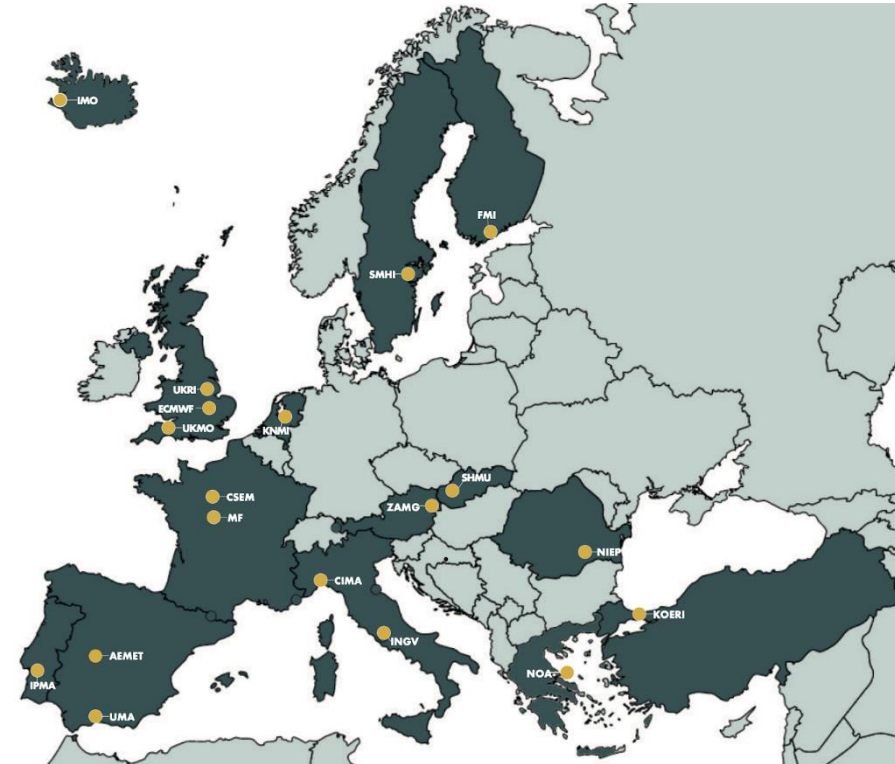 IMO
FMI
SMHI
UKRI
ECMWF
UKMO
KNMI
SHMU
CSEM
ZAMG
MF
NIEP
CIMA
KOERI
INGV
AEMET
NOA
IPMA
UMA